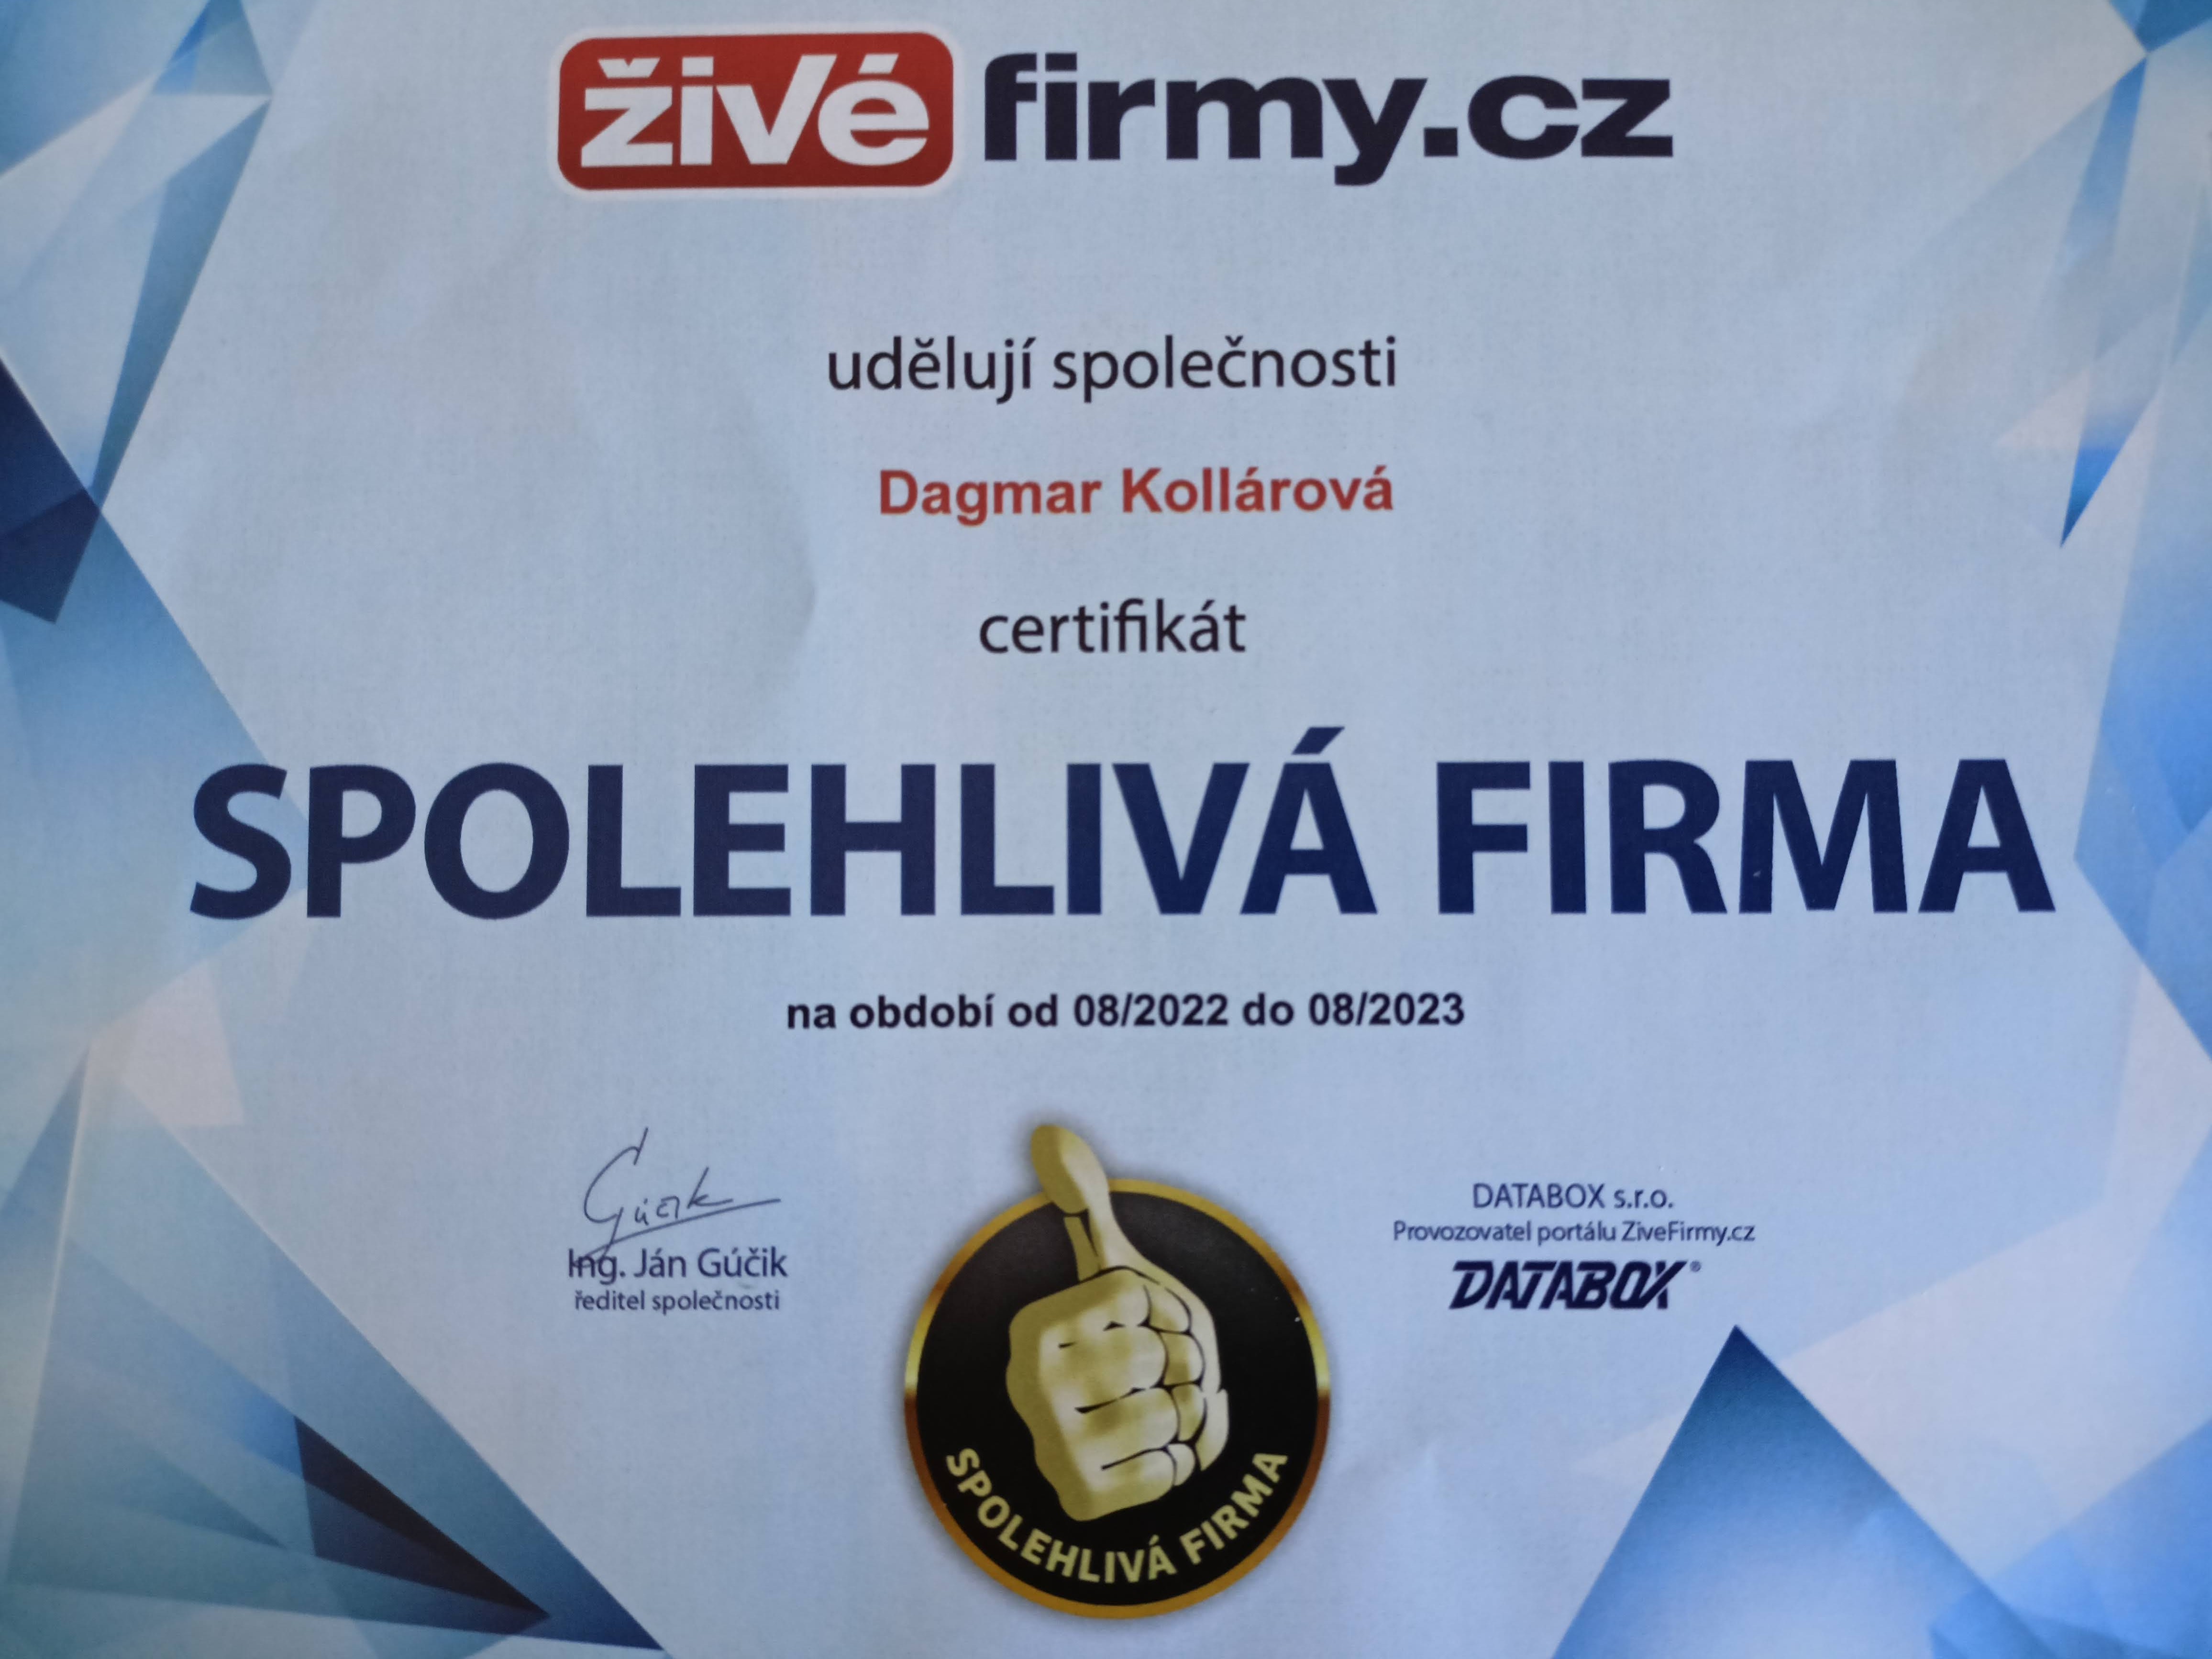 živé firmy.cz
udělují společnosti
Dagmar Kollárová
certifikát
SPOLEHLIVÁ FIRMA
na období od 08/2022 do 08/2023
Gúčik
Ing. Ján Gúčik
ředitel společnosti
DATABOX s.r.o.
Provozovatel portálu ZiveFirmy.cz
DATABOX®
SPOLEHLIVÁ FIRMA